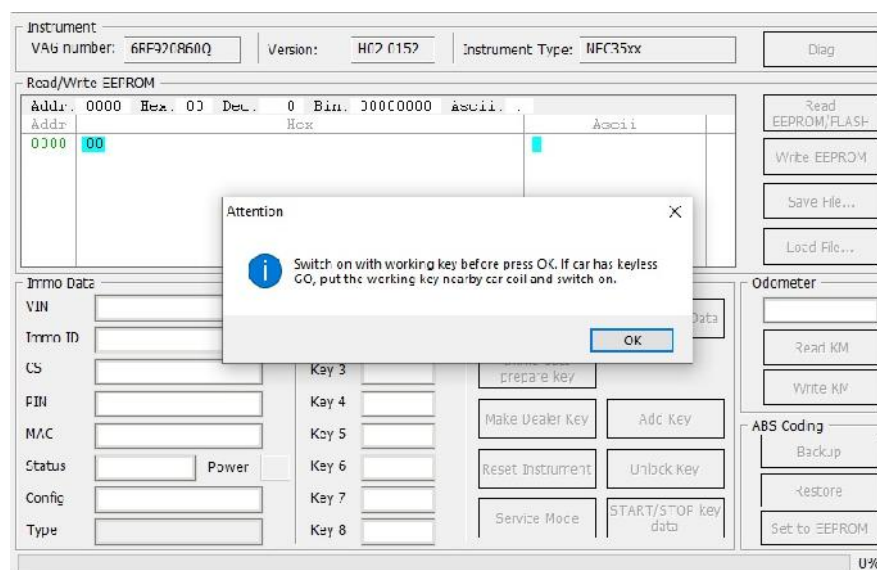 Instrument
VAG number: 6RF920860Q Version: H02 0152 Instrument Type: NEC35xx Diag
Read/Write EEPROM
Addr. 0000 Hex. 00 Dec. 0 Bin. 00000000 Ascii. .
Addr Hex Ascii
0000 00
Read
EEPROM/FLASH
Write EEPROM
Save File...
Load File...
Attention
Switch on with working key before press OK. If car has keyless
GO, put the working key nearby car coil and switch on.
OK
Immo Data
VIN
Immo ID
CS
PIN
MAC
Status Power
Config
Type
Key 3
Key 4
Key 5
Key 6
Key 7
Key 8
Data
prepare key
Make Dealer Key Add Key
Reset Instrument Unlock Key
Service Mode START/STOP key
data
Odometer
Read KM
Write KM
ABS Coding
Backup
Restore
Set to EEPROM
0%